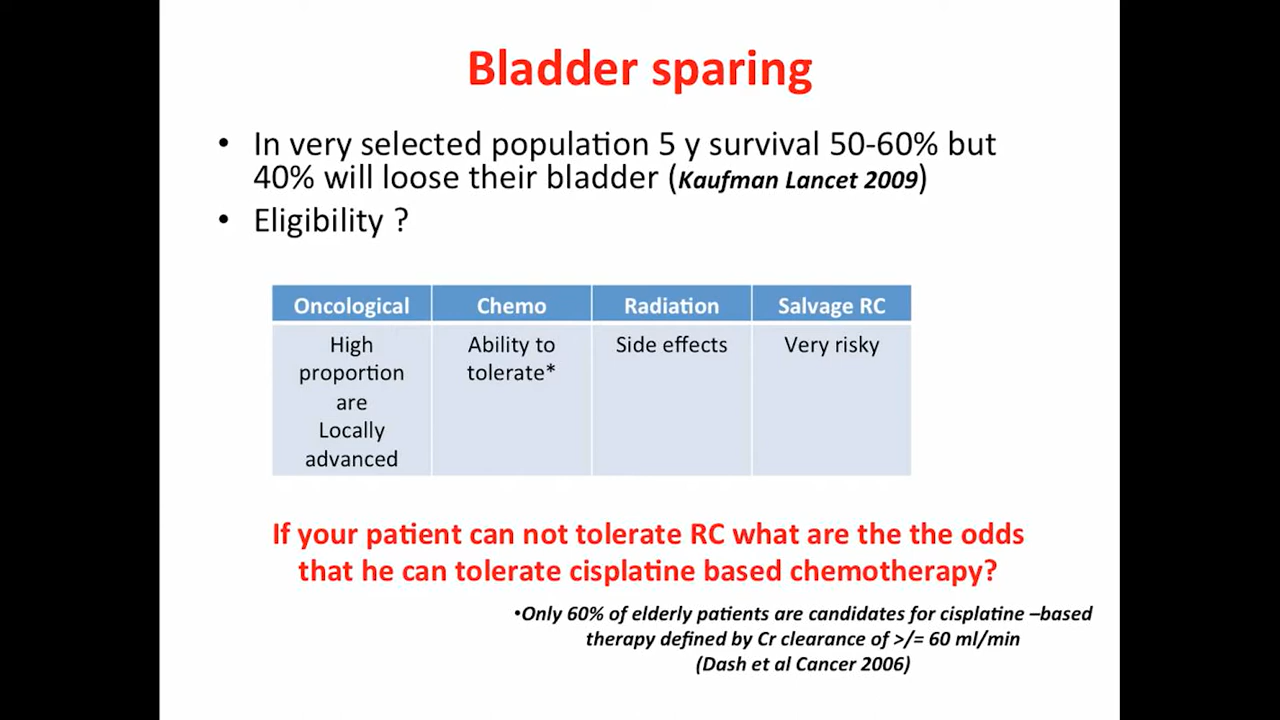 Bladder sparing
• In very selected population 5 y survival 50-60% but
40% will loose their bladder (Kaufman Lancet 2009)
• Eligibility ?
Oncological Chemo Radiation Salvage RC
High
proportion
are
Locally
advanced
Ability to
tolerate*
Side effects
Very risky
If your patient can not tolerate RC what are the the odds
that he can tolerate cisplatine based chemotherapy?
•Only 60% of elderly patients are candidates for cisplatine –based
therapy defined by Cr clearance of >/= 60 ml/min
(Dash et al Cancer 2006)